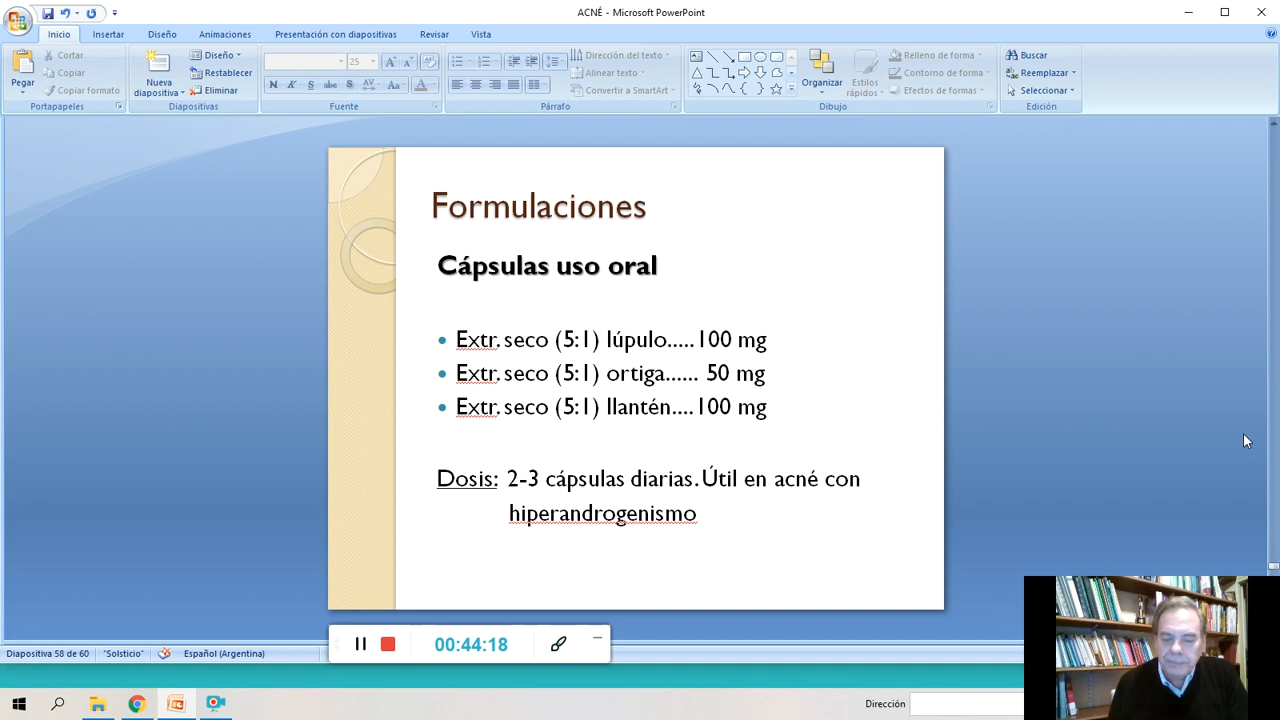 ACNÉ - Microsoft PowerPoint
Inicio Insertar Diseño Animaciones Presentación con diapositivas Revisar Vista
Pegar
Cortar
Copiar
Copiar formato
Portapapeles
Nueva diapositiva
Diseño
Restablecer
Eliminar
Diapositivas
25
Fuente
Dirección del texto
Alinear texto
Convertir a SmartArt
Párrafo
Organizar
Estilos rápidos
Relleno de forma
Contorno de forma
Efectos de formas
Dibujo
Buscar
Reemplazar
Seleccionar
Edición
Formulaciones
Cápsulas uso oral
Extr. seco (5:1) lúpulo.....100 mg
Extr. seco (5:1) ortiga...... 50 mg
Extr. seco (5:1) llantén....100 mg
Dosis: 2-3 cápsulas diarias. Útil en acné con
hiperandrogenismo
00:44:18
Diapositiva 58 de 60 "Solsticio" Español (Argentina)
Dirección